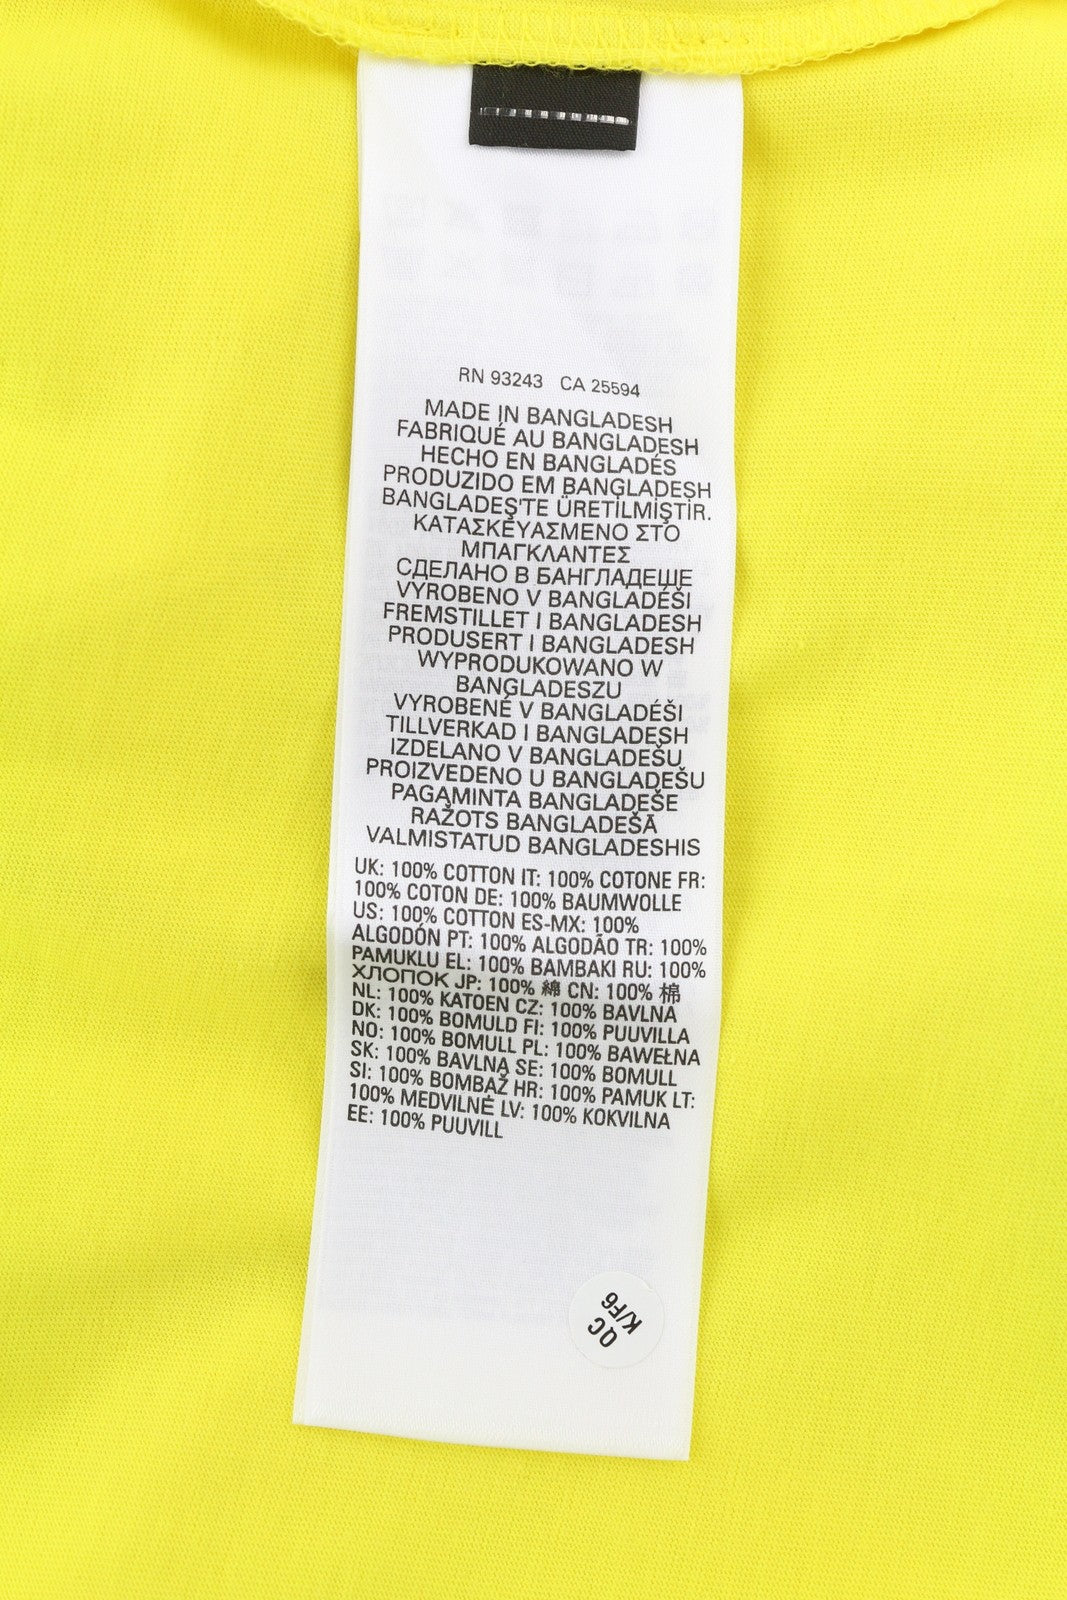 RN 93243 CA 25594
MADE IN BANGLADESH
FABRIQUÉ AU BANGLADESH
HECHO EN BANGLADÉS
PRODUZIDO EM BANGLADESH
BANGLADEŞ'TE ÜRETİLMİŞTİR.
ΚΑΤΑΣΚΕΥΑΣΜΕΝΟ ΣΤΟ
ΜΠΑΓΚΛΑΝΤΕΣ
СДЕЛАНО В БАНГЛАДЕШЕ
VYROBENO V BANGLADÉŠI
FREMSTILLET I BANGLADESH
PRODUSERT I BANGLADESH
WYPRODUKOWANO W
BANGLADESZU
VYROBENÉ V BANGLADÉŠI
TILLVERKAD I BANGLADESH
IZDELANO V BANGLADEŠU
PROIZVEDENO U BANGLADEŠU
PAGAMINTA BANGLADEŠE
RAŽOTS BANGLADEŠĀ
VALMISTATUD BANGLADESHIS
UK: 100% COTTON IT: 100% COTONE FR:
100% COTON DE: 100% BAUMWOLLE
US: 100% COTTON ES-MX: 100%
ALGODÓN PT: 100% ALGODÃO TR: 100%
PAMUKLU EL: 100% ΒΑΜΒΑΚΙ RU: 100%
ХЛОПОК JP: 100% 綿 CN: 100% 棉
NL: 100% KATOEN CZ: 100% BAVLNA
DK: 100% BOMULD FI: 100% PUUVILLA
NO: 100% BOMULL PL: 100% BAWEŁNA
SK: 100% BAVLNA SE: 100% BOMULL
SI: 100% BOMBAŽ HR: 100% PAMUK LT:
100% MEDVILNĖ LV: 100% KOKVILNA
EE: 100% PUUVILL
QC
K/F6